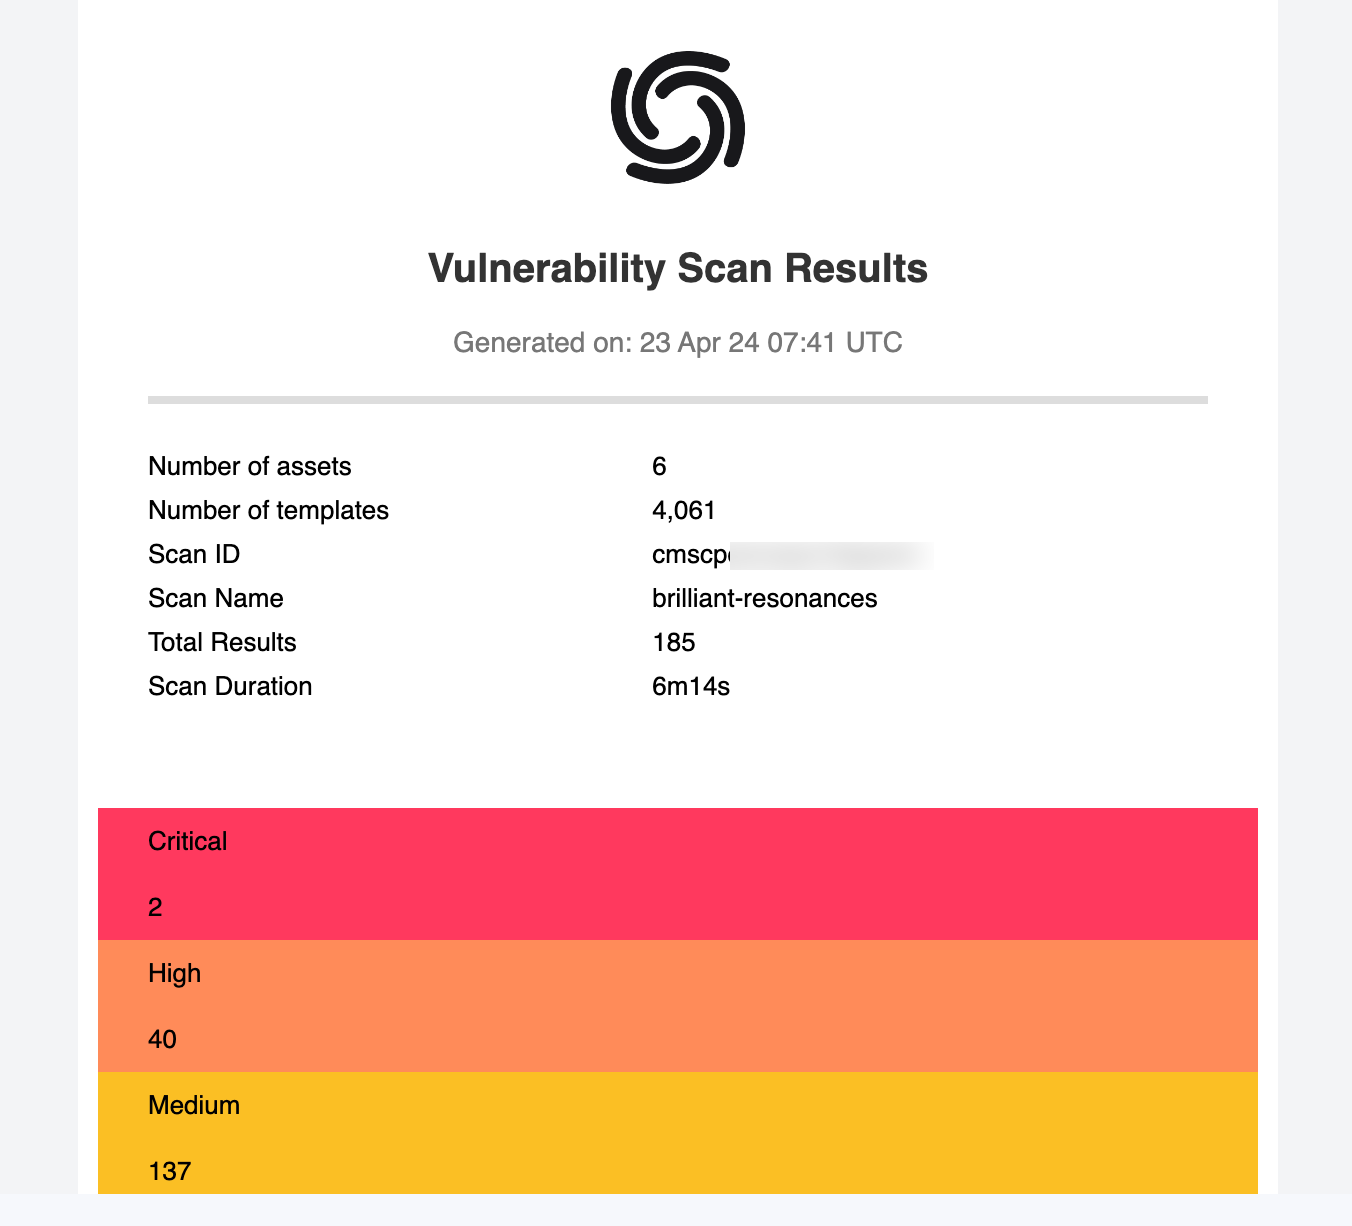 Vulnerability Scan Results
Generated on: 23 Apr 24 07:41 UTC
Number of assets 6
Number of templates 4,061
Scan ID
Scan Name brilliant-resonances
Total Results 185
Scan Duration 6m14s
Critical
2
High
40
Medium
137